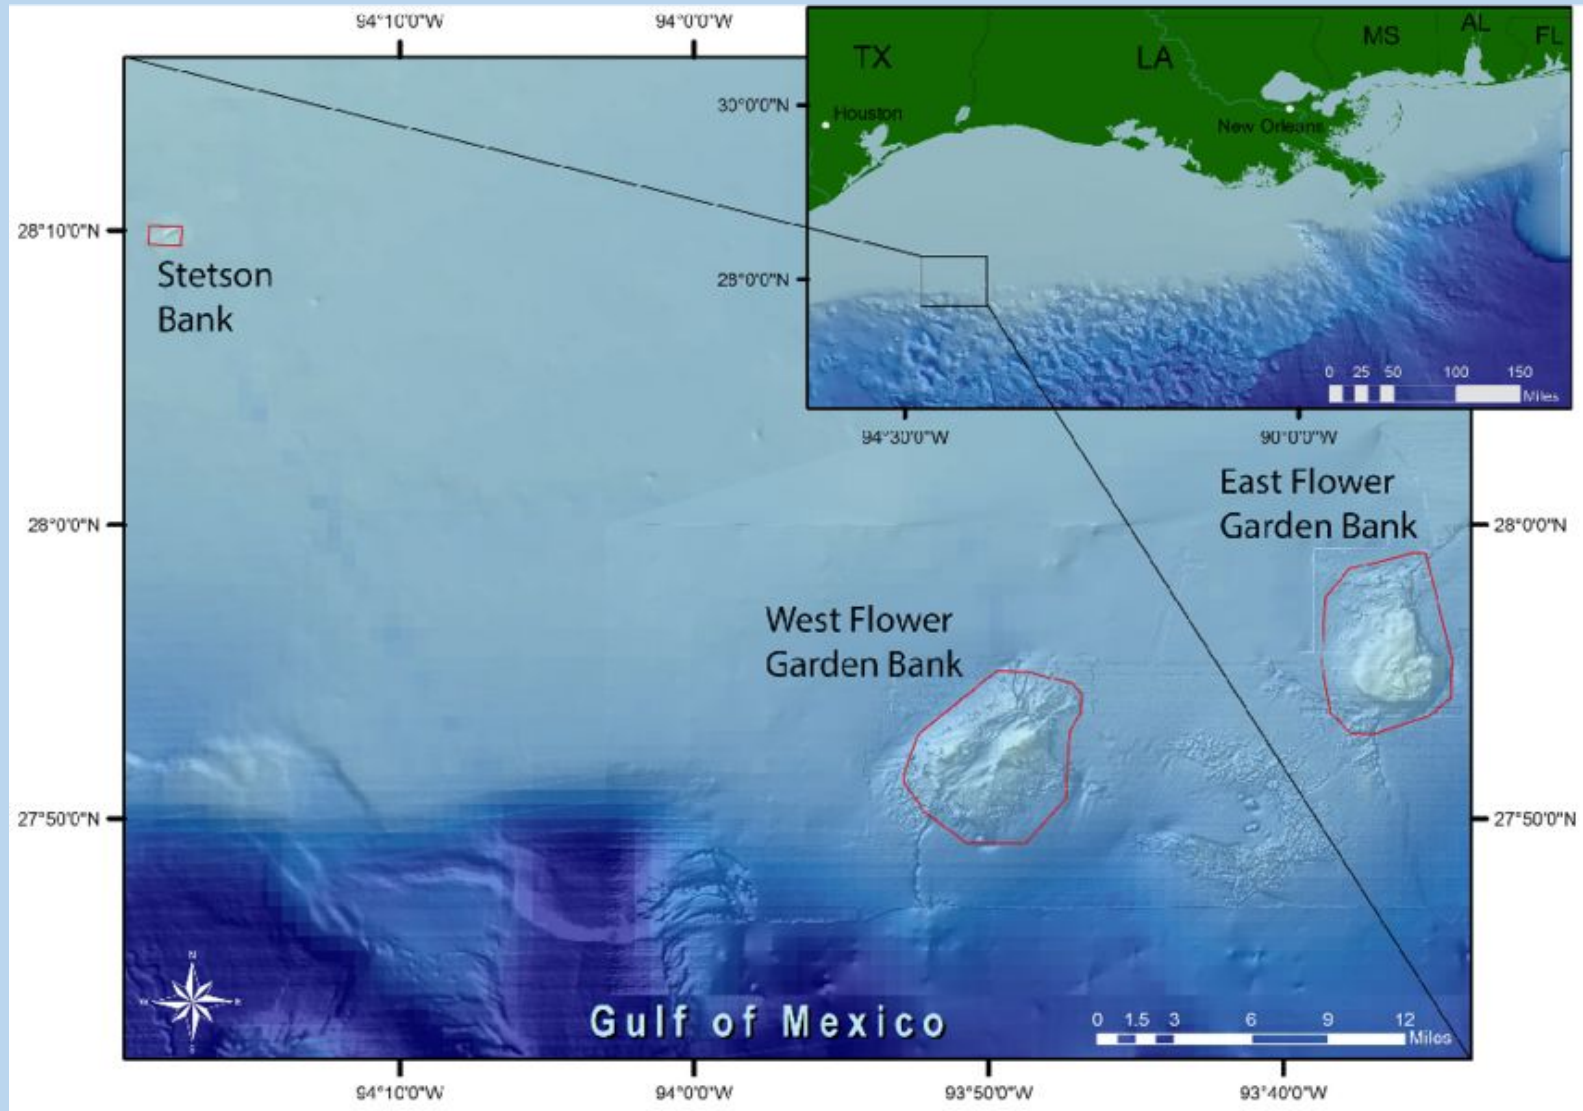 94°10'0"W
94°0'0"W
TX
LA
MS
AL
FL
30°0'0"N
Houston
New Orleans
28°10'0"N
Stetson
Bank
28°0'0"N
0 25 50 100 150
Miles
94°30'0"W
90°0'0"W
East Flower
Garden Bank
28°0'0"N
28°0'0"N
West Flower
Garden Bank
27°50'0"N
27°50'0"N
N
W
E
S
Gulf of Mexico
0 1.5 3 6 9 12
Miles
94°10'0"W
94°0'0"W
93°50'0"W
93°40'0"W